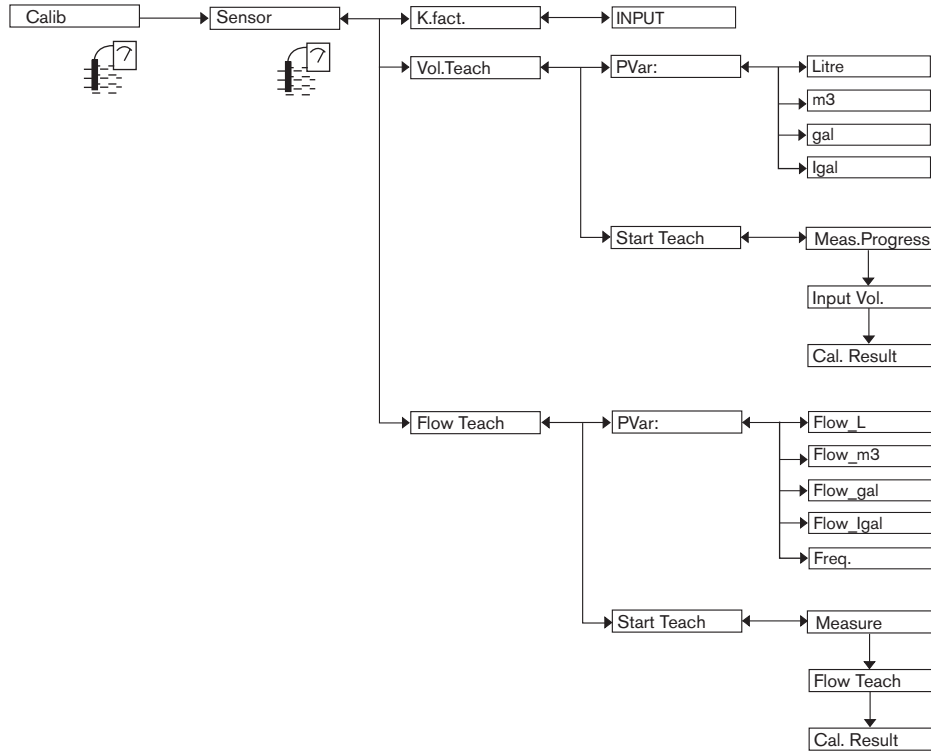 Calib
Sensor
K.fact.
INPUT
Vol.Teach
PVar:
Litre
m3
gal
Igal
Start Teach
Meas.Progress
Input Vol.
Cal. Result
Flow Teach
PVar:
Flow_L
Flow_m3
Flow_gal
Flow_Igal
Freq.
Start Teach
Measure
Flow Teach
Cal. Result